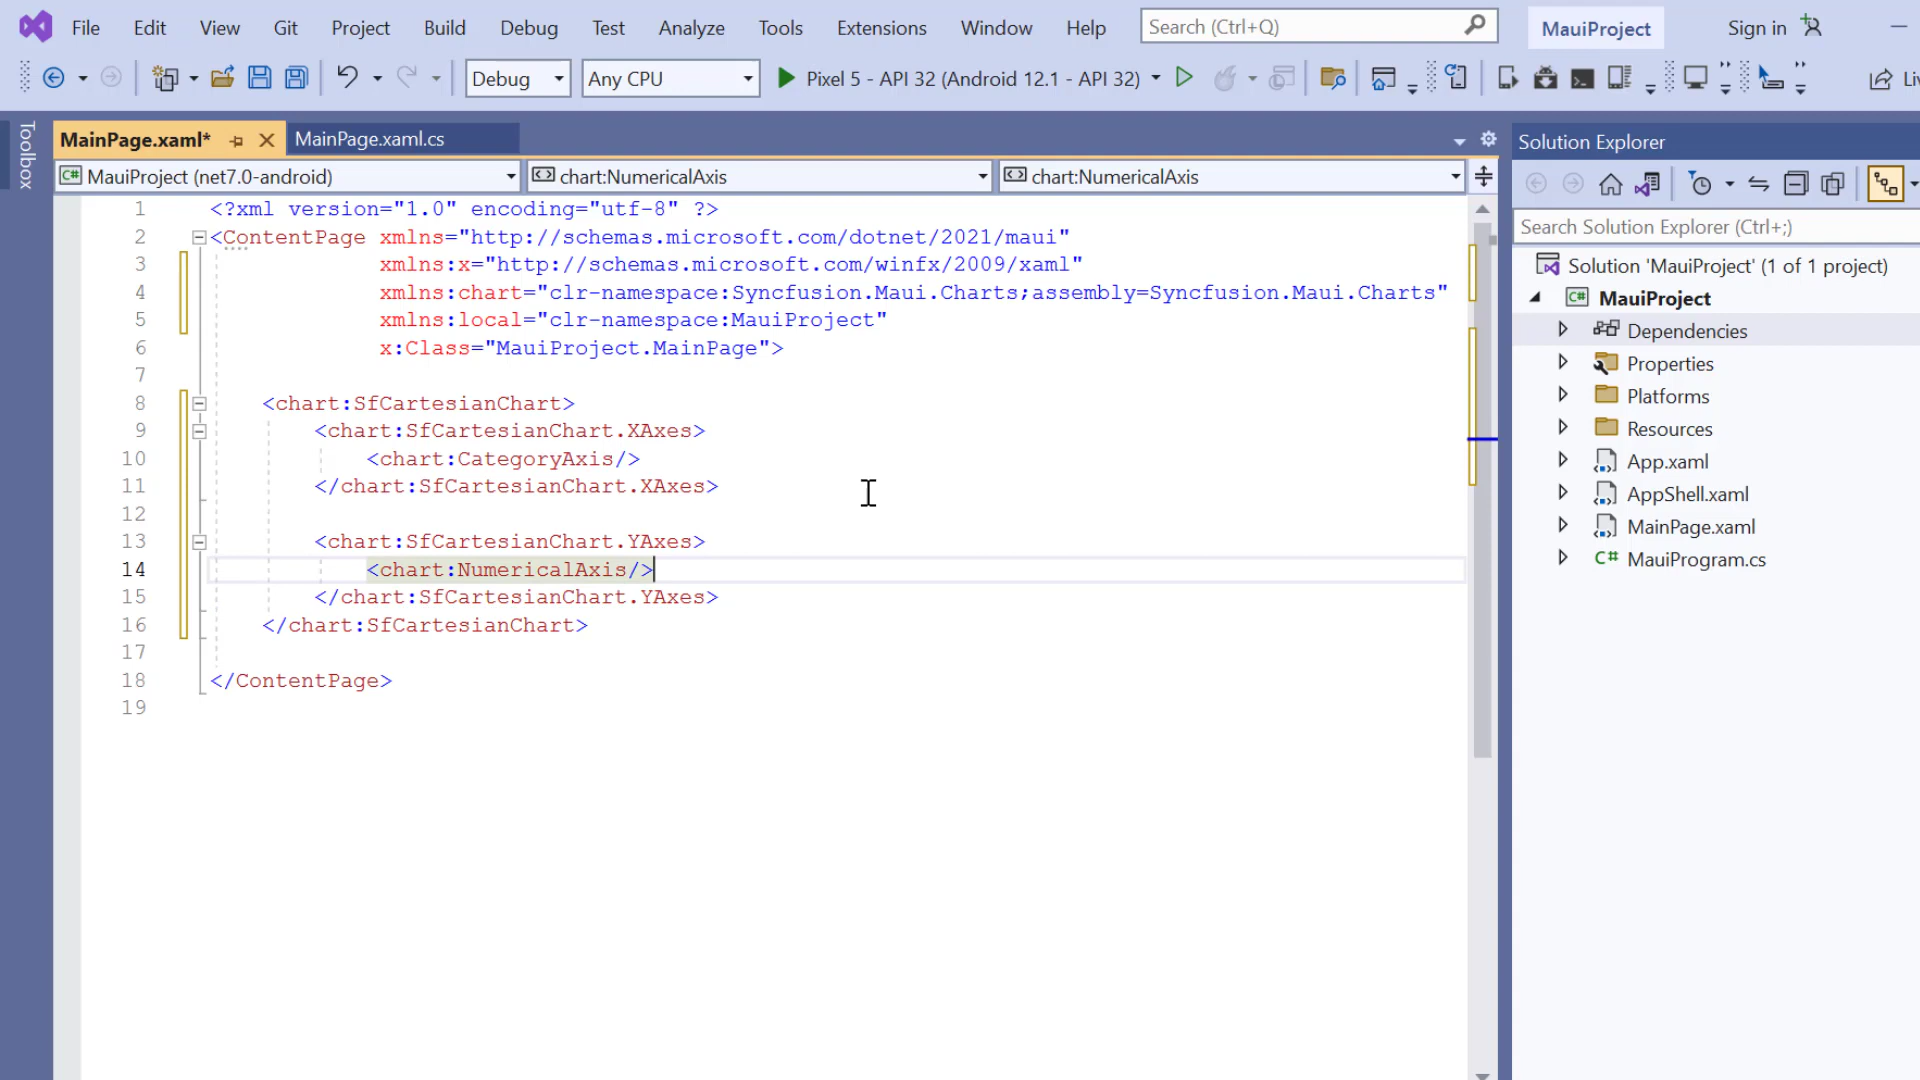 File Edit View Git Project Build Debug Test Analyze Tools Extensions Window Help Search (Ctrl+Q) MauiProject Sign in
Debug Any CPU Pixel 5 - API 32 (Android 12.1 - API 32)
Toolbox
MainPage.xaml* MainPage.xaml.cs
MauiProject (net7.0-android) chart:NumericalAxis chart:NumericalAxis
1 <?xml version="1.0" encoding="utf-8" ?>
2 <ContentPage xmlns="http://schemas.microsoft.com/dotnet/2021/maui"
3 xmlns:x="http://schemas.microsoft.com/winfx/2009/xaml"
4 xmlns:chart="clr-namespace:Syncfusion.Maui.Charts;assembly=Syncfusion.Maui.Charts"
5 xmlns:local="clr-namespace:MauiProject"
6 x:Class="MauiProject.MainPage">
7
8 <chart:SfCartesianChart>
9 <chart:SfCartesianChart.XAxes>
10 <chart:CategoryAxis/>
11 </chart:SfCartesianChart.XAxes>
12
13 <chart:SfCartesianChart.YAxes>
14 <chart:NumericalAxis/>
15 </chart:SfCartesianChart.YAxes>
16 </chart:SfCartesianChart>
17
18 </ContentPage>
19
Solution Explorer
Search Solution Explorer (Ctrl+;)
Solution 'MauiProject' (1 of 1 project)
C# MauiProject
Dependencies
Properties
Platforms
Resources
App.xaml
AppShell.xaml
MainPage.xaml
C# MauiProgram.cs